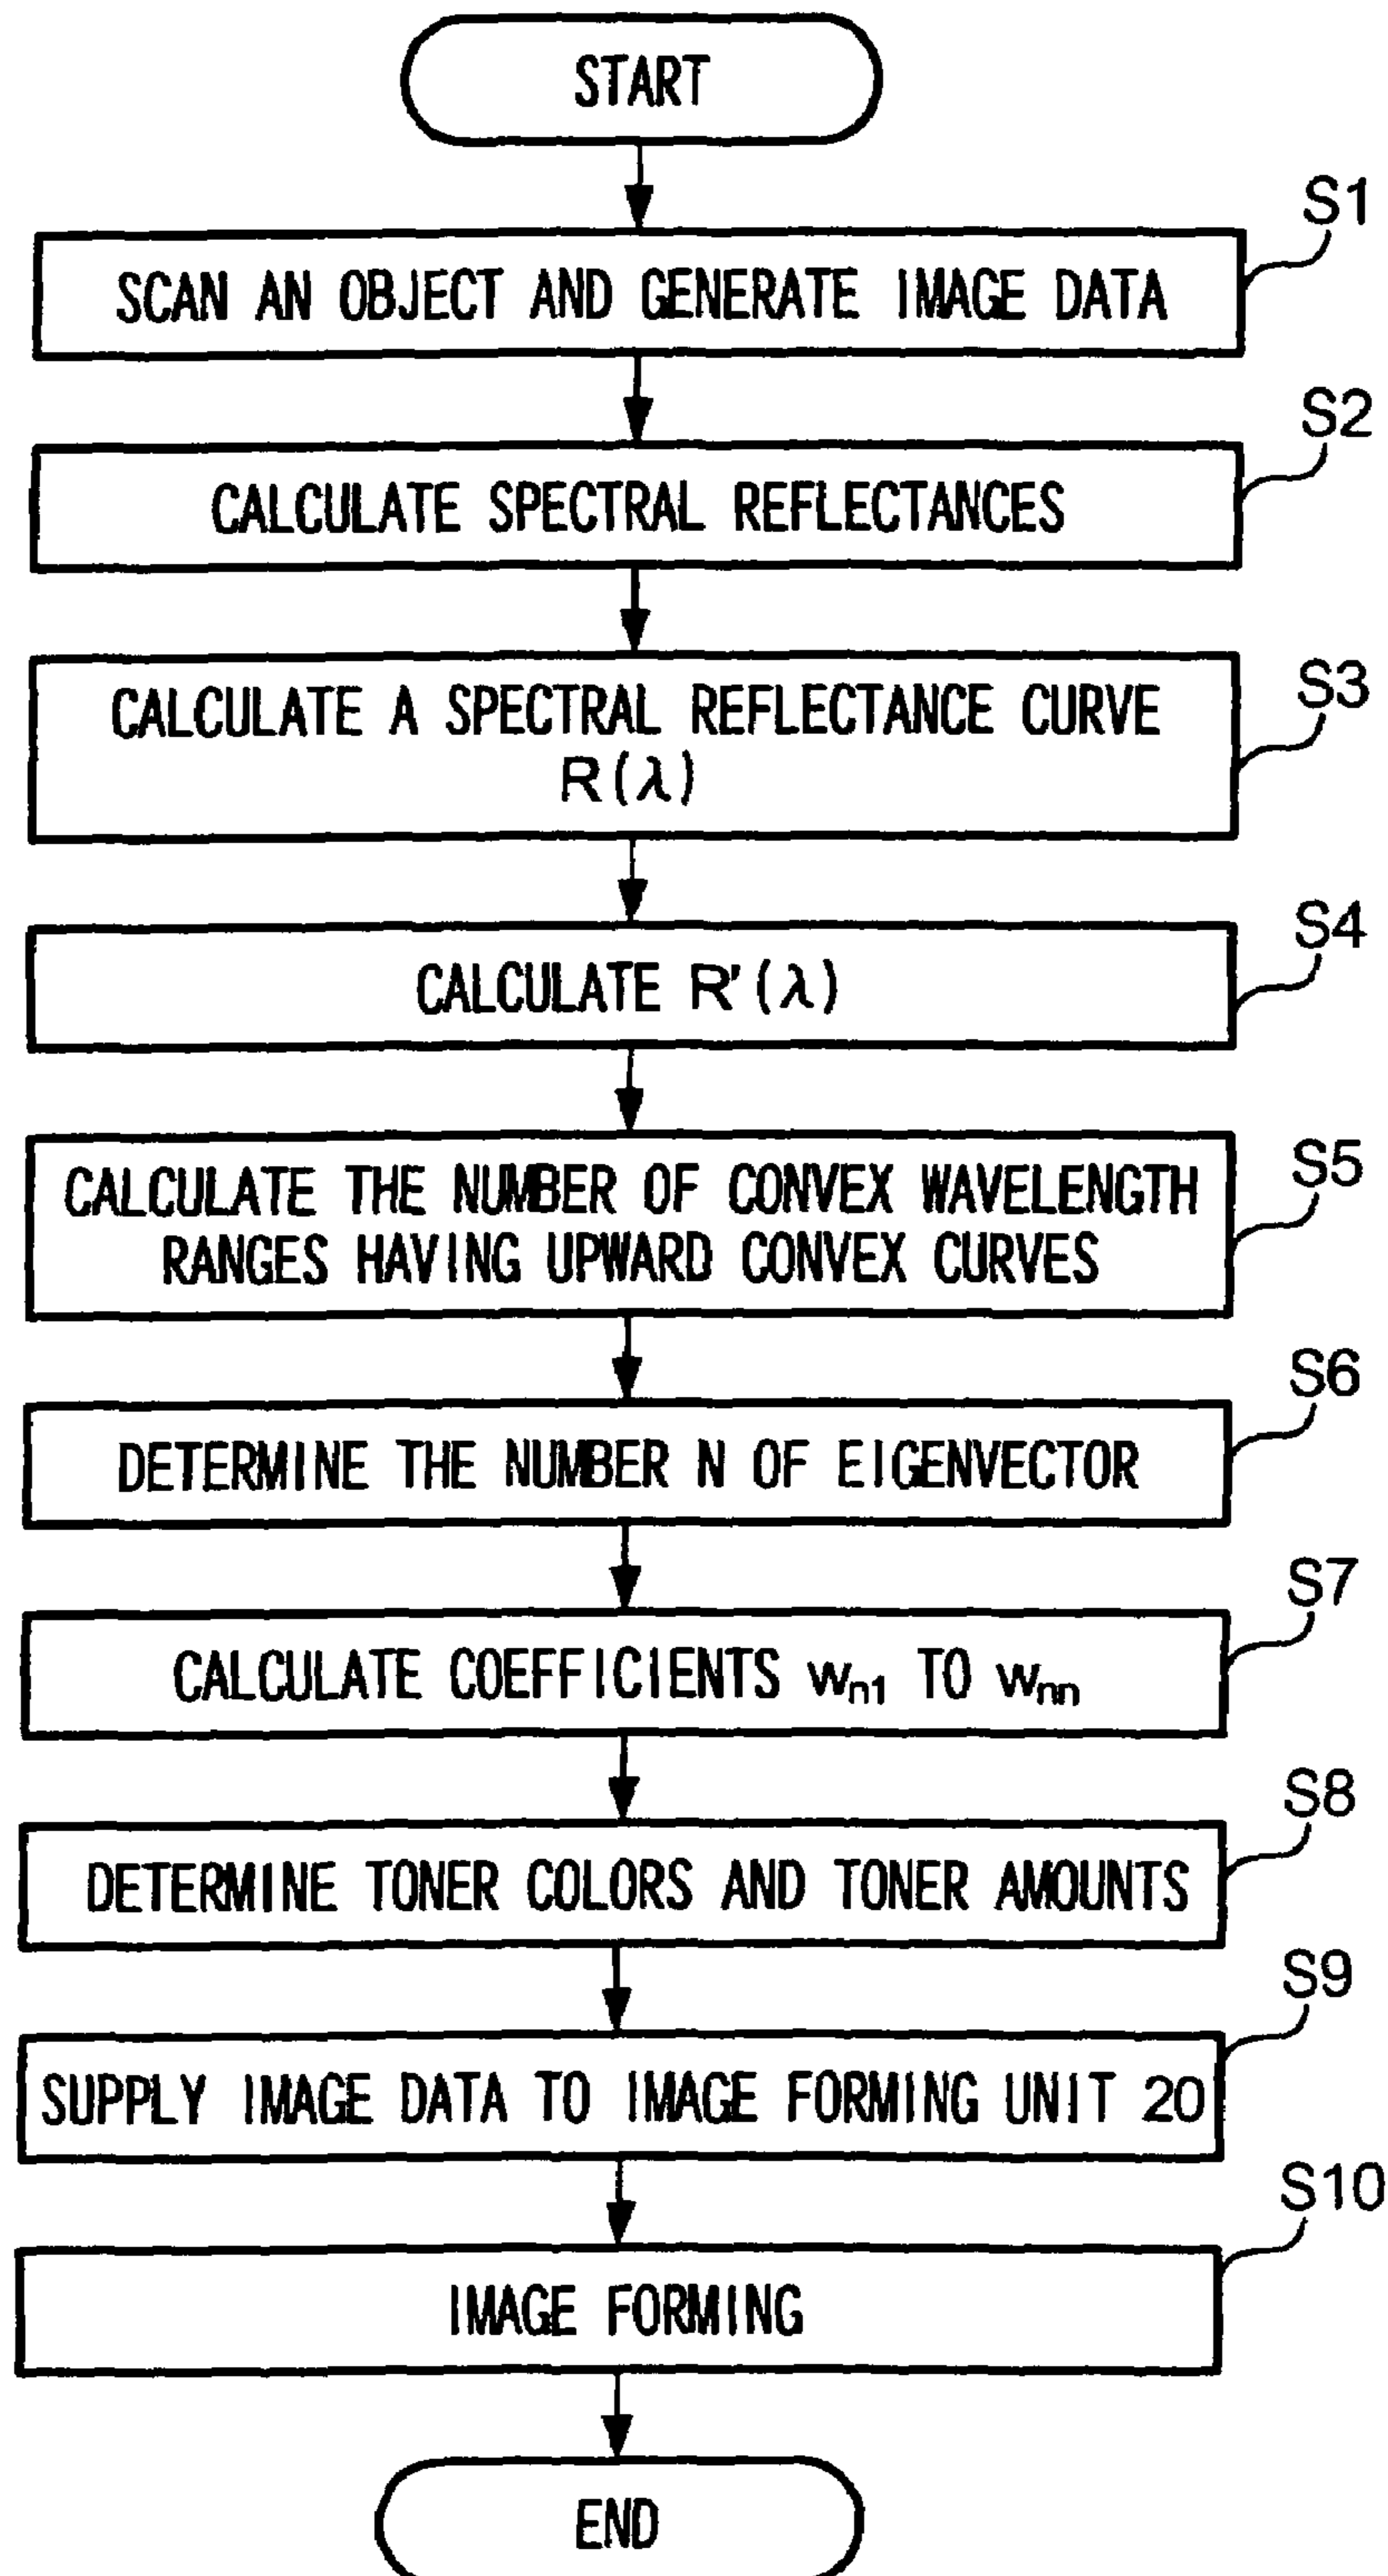 START
S1
SCAN AN OBJECT AND GENERATE IMAGE DATA
S2
CALCULATE SPECTRAL REFLECTANCES
S3
CALCULATE A SPECTRAL REFLECTANCE CURVE
R(λ)
S4
CALCULATE R'(λ)
S5
CALCULATE THE NUMBER OF CONVEX WAVELENGTH
RANGES HAVING UPWARD CONVEX CURVES
S6
DETERMINE THE NUMBER N OF EIGENVECTOR
S7
CALCULATE COEFFICIENTS wn1 TO wnn
S8
DETERMINE TONER COLORS AND TONER AMOUNTS
S9
SUPPLY IMAGE DATA TO IMAGE FORMING UNIT 20
S10
IMAGE FORMING
END